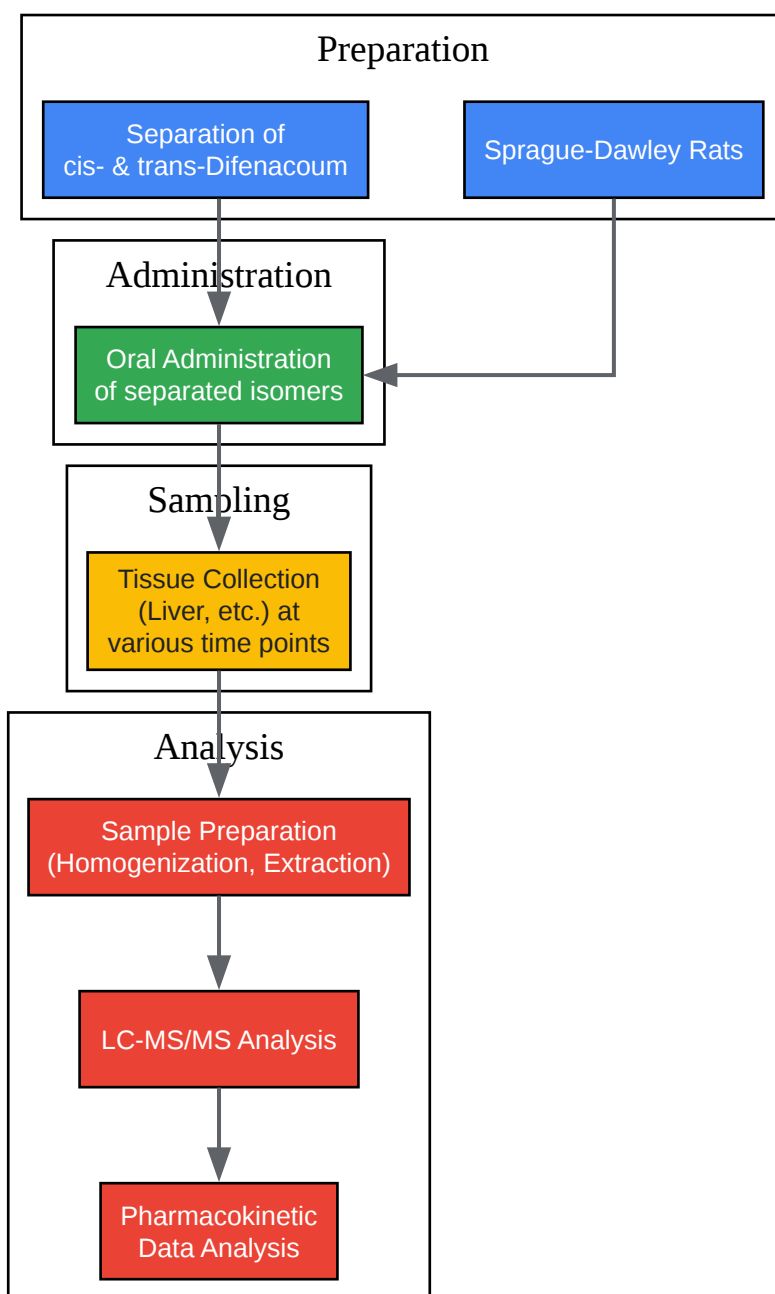 Preparation
Separation of
cis- & trans-Difenacoum
Sprague-Dawley Rats
Administration
Oral Administration
of separated isomers
Sampling
Tissue Collection
(Liver, etc.) at
various time points
Analysis
Sample Preparation
(Homogenization, Extraction)
LC-MS/MS Analysis
Pharmacokinetic
Data Analysis